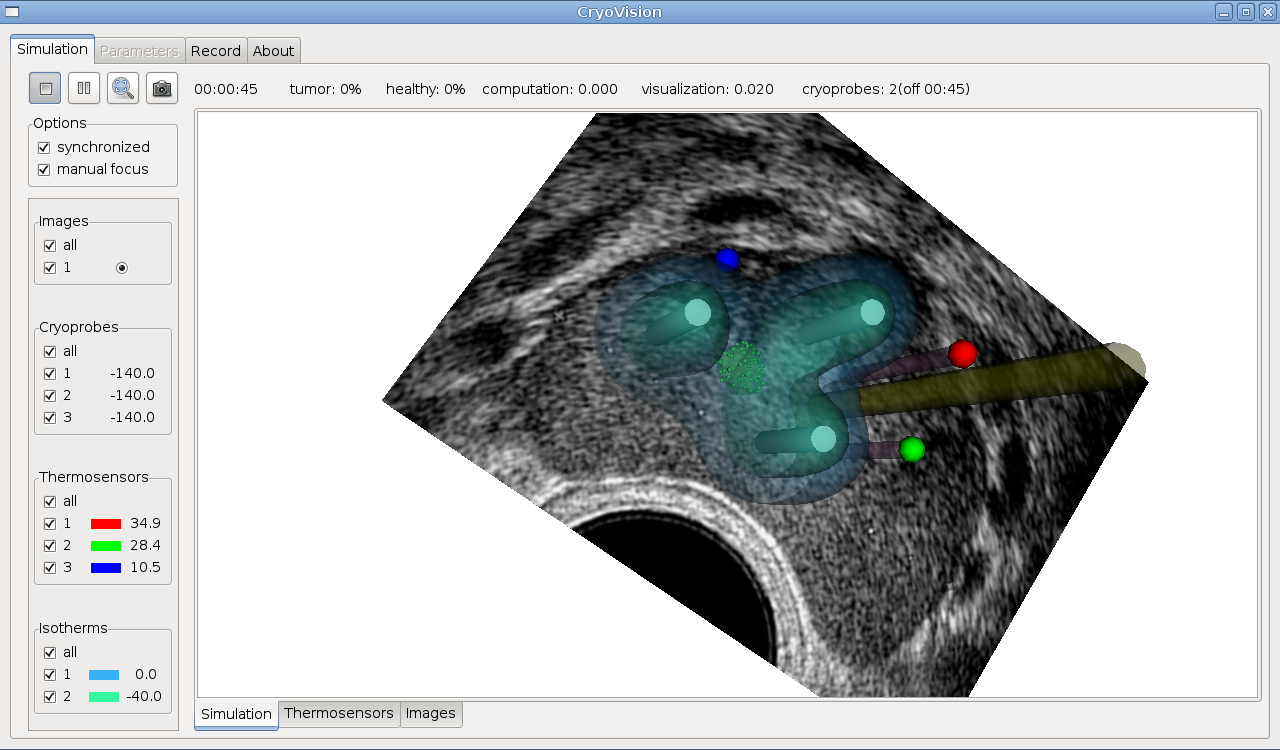 CryoVision
Simulation Parameters Record About
00:00:45 tumor: 0% healthy: 0% computation: 0.000 visualization: 0.020 cryoprobes: 2(off 00:45)
Options
synchronized
manual focus
Images
all
1
Cryoprobes
all
1 -140.0
2 -140.0
3 -140.0
Thermosensors
all
1 34.9
2 28.4
3 10.5
Isotherms
all
1 0.0
2 -40.0
Simulation Thermosensors Images